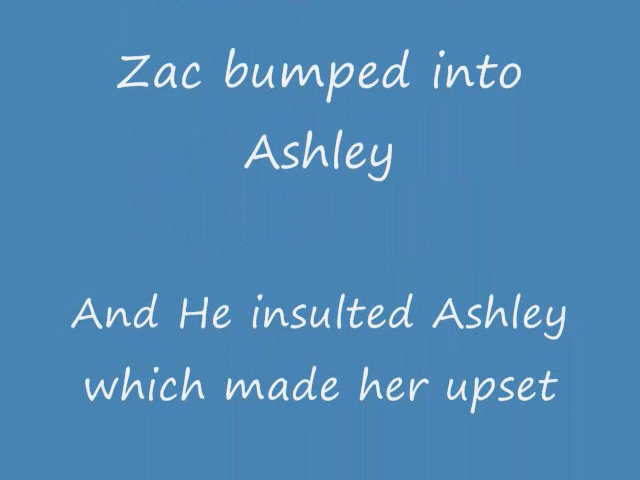 Zac bumped into
Ashley
And He insulted Ashley
which made her upset